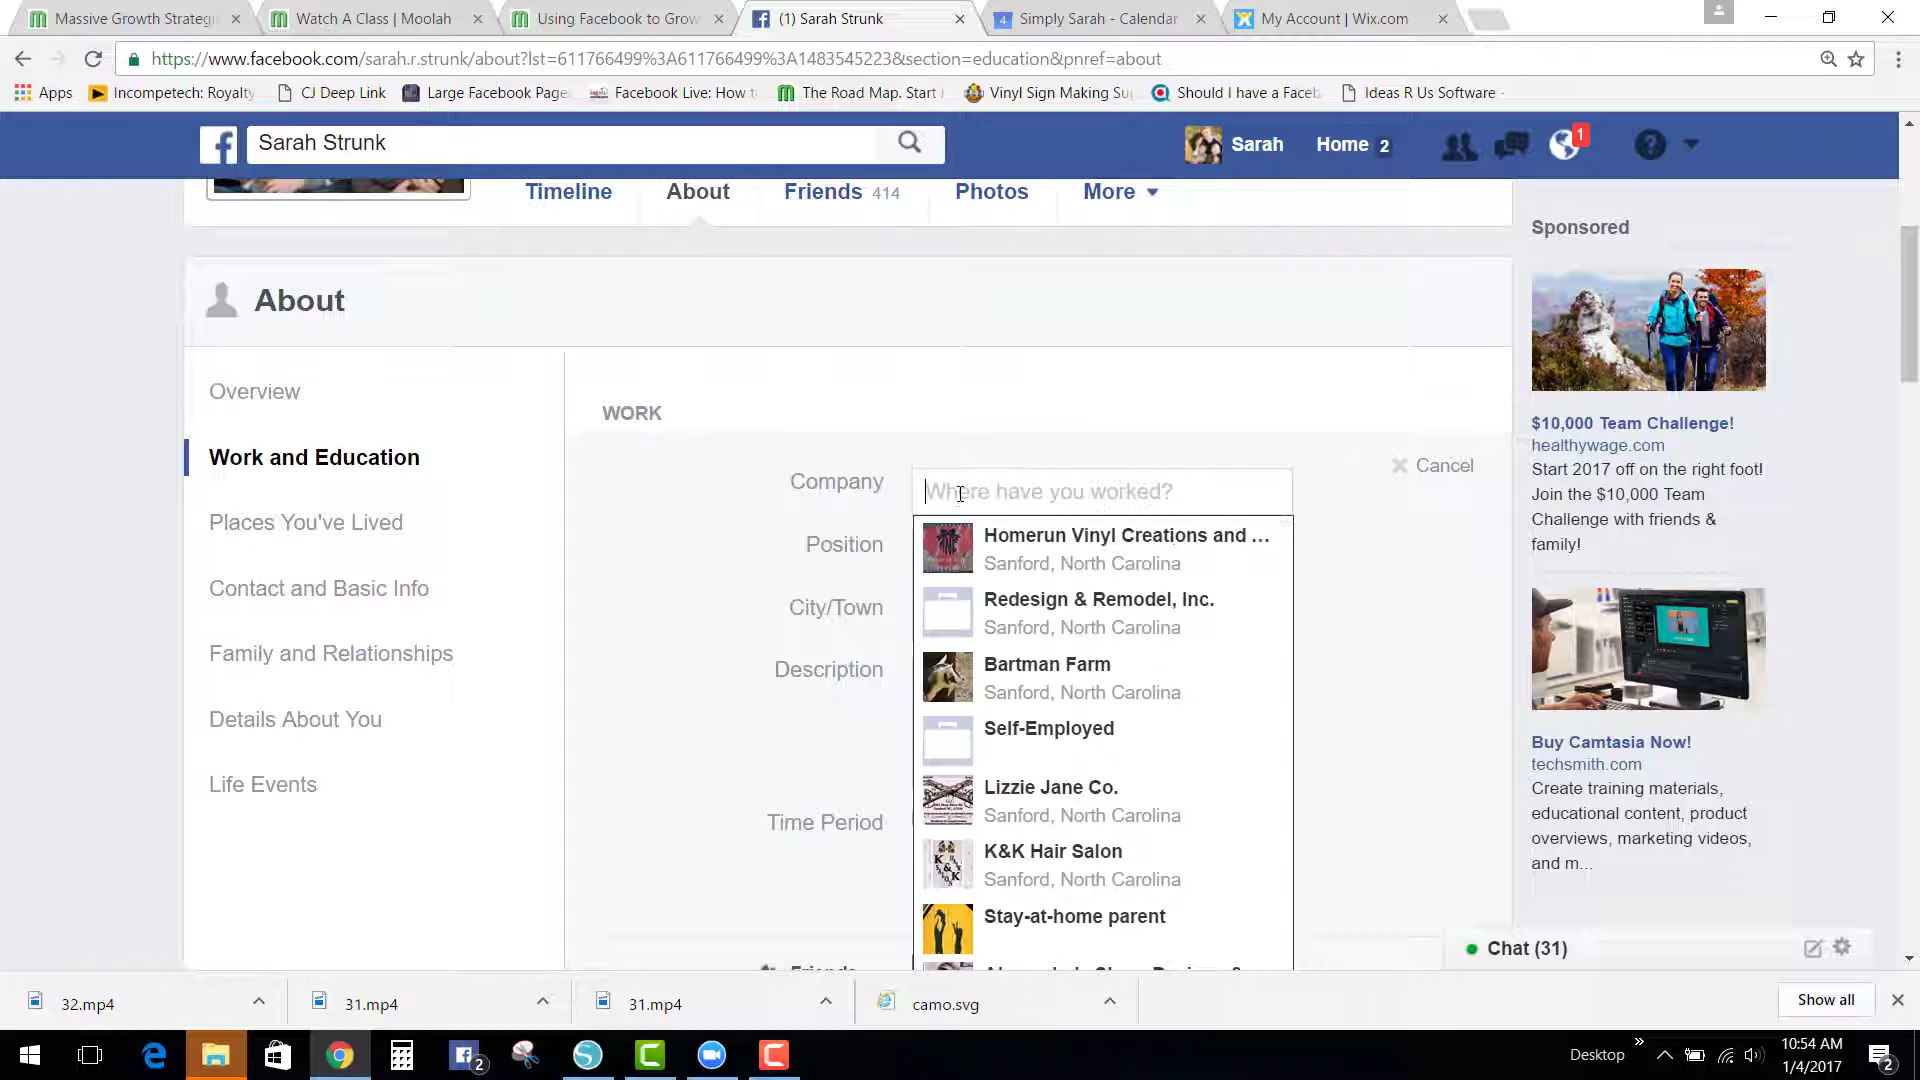 Massive Growth Strategi
Watch A Class | Moolah
Using Facebook to Grow
(1) Sarah Strunk
4
Simply Sarah - Calendar
My Account | Wix.com
https://www.facebook.com/sarah.r.strunk/about?lst=611766499%3A611766499%3A1483545223&section=education&pnref=about
Apps
Incompetech: Royalty
CJ Deep Link
Large Facebook Page
Facebook Live: How t
The Road Map. Start
Vinyl Sign Making Su
Should I have a Faceb
Ideas R Us Software -
Sarah Strunk
Sarah
Home 2
1
Timeline
About
Friends 414
Photos
More
Sponsored
About
Overview
Work and Education
Places You've Lived
Contact and Basic Info
Family and Relationships
Details About You
Life Events
WORK
Cancel
Company
Where have you worked?
Position
City/Town
Description
Time Period
Homerun Vinyl Creations and ...
Sanford, North Carolina
Redesign & Remodel, Inc.
Sanford, North Carolina
Bartman Farm
Sanford, North Carolina
Self-Employed
Lizzie Jane Co.
Sanford, North Carolina
K&K Hair Salon
Sanford, North Carolina
Stay-at-home parent
Friends
$10,000 Team Challenge!
healthywage.com
Start 2017 off on the right foot!
Join the $10,000 Team
Challenge with friends &
family!
Buy Camtasia Now!
techsmith.com
Create training materials,
educational content, product
overviews, marketing videos,
and m...
Chat (31)
32.mp4
31.mp4
31.mp4
camo.svg
Show all
2
Desktop
10:54 AM
1/4/2017
2